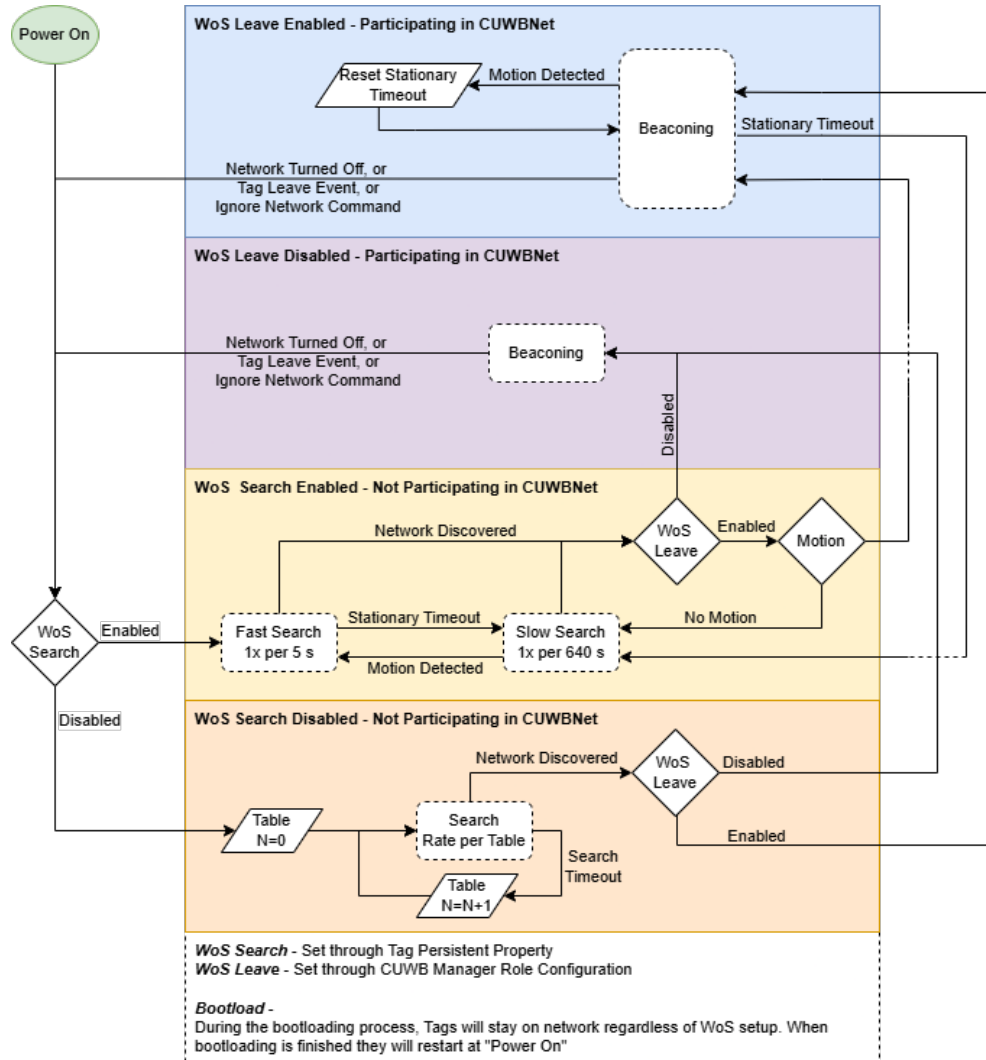 Power On
WoS Leave Enabled - Participating in CUWBNet
Reset Stationary
Timeout
Motion Detected
Beaconing
Stationary Timeout
Network Turned Off, or
Tag Leave Event, or
Ignore Network Command
WoS Leave Disabled - Participating in CUWBNet
Network Turned Off, or
Tag Leave Event, or
Ignore Network Command
Beaconing
Disabled
WoS  Search Enabled - Not Participating in CUWBNet
Network Discovered
WoS
Leave
Enabled
Motion
WoS
Search
Enabled
Fast Search
1x per 5 s
Stationary Timeout
Motion Detected
Slow Search
1x per 640 s
No Motion
Disabled
WoS Search Disabled - Not Participating in CUWBNet
Network Discovered
WoS
Leave
Disabled
Enabled
Table
N=0
Search
Rate per Table
Search
Timeout
Table
N=N+1
WoS Search - Set through Tag Persistent Property
WoS Leave - Set through CUWB Manager Role Configuration
Bootload -
During the bootloading process, Tags will stay on network regardless of WoS setup. When
bootloading is finished they will restart at "Power On"